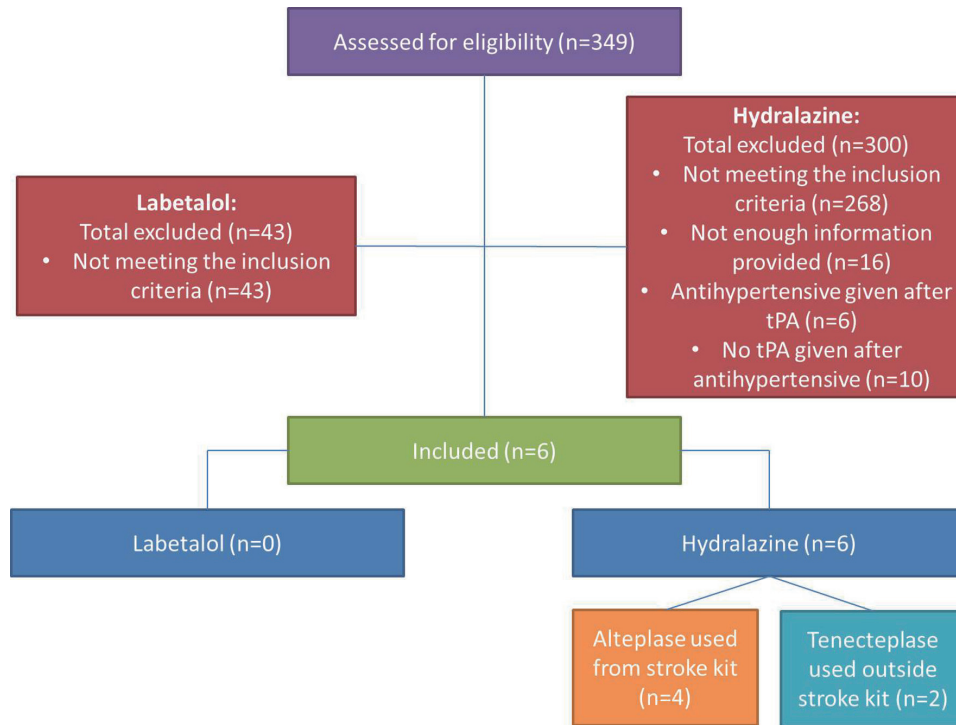 Assessed for eligibility (n=349)
Labetalol:
Total excluded (n=43)
• Not meeting the inclusion
criteria (n=43)
Hydralazine:
Total excluded (n=300)
• Not meeting the inclusion
criteria (n=268)
• Not enough information
provided (n=16)
• Antihypertensive given after
tPA (n=6)
• No tPA given after
antihypertensive (n=10)
Included (n=6)
Labetalol (n=0)
Hydralazine (n=6)
Alteplase used
from stroke kit
(n=4)
Tenecteplase
used outside
stroke kit (n=2)